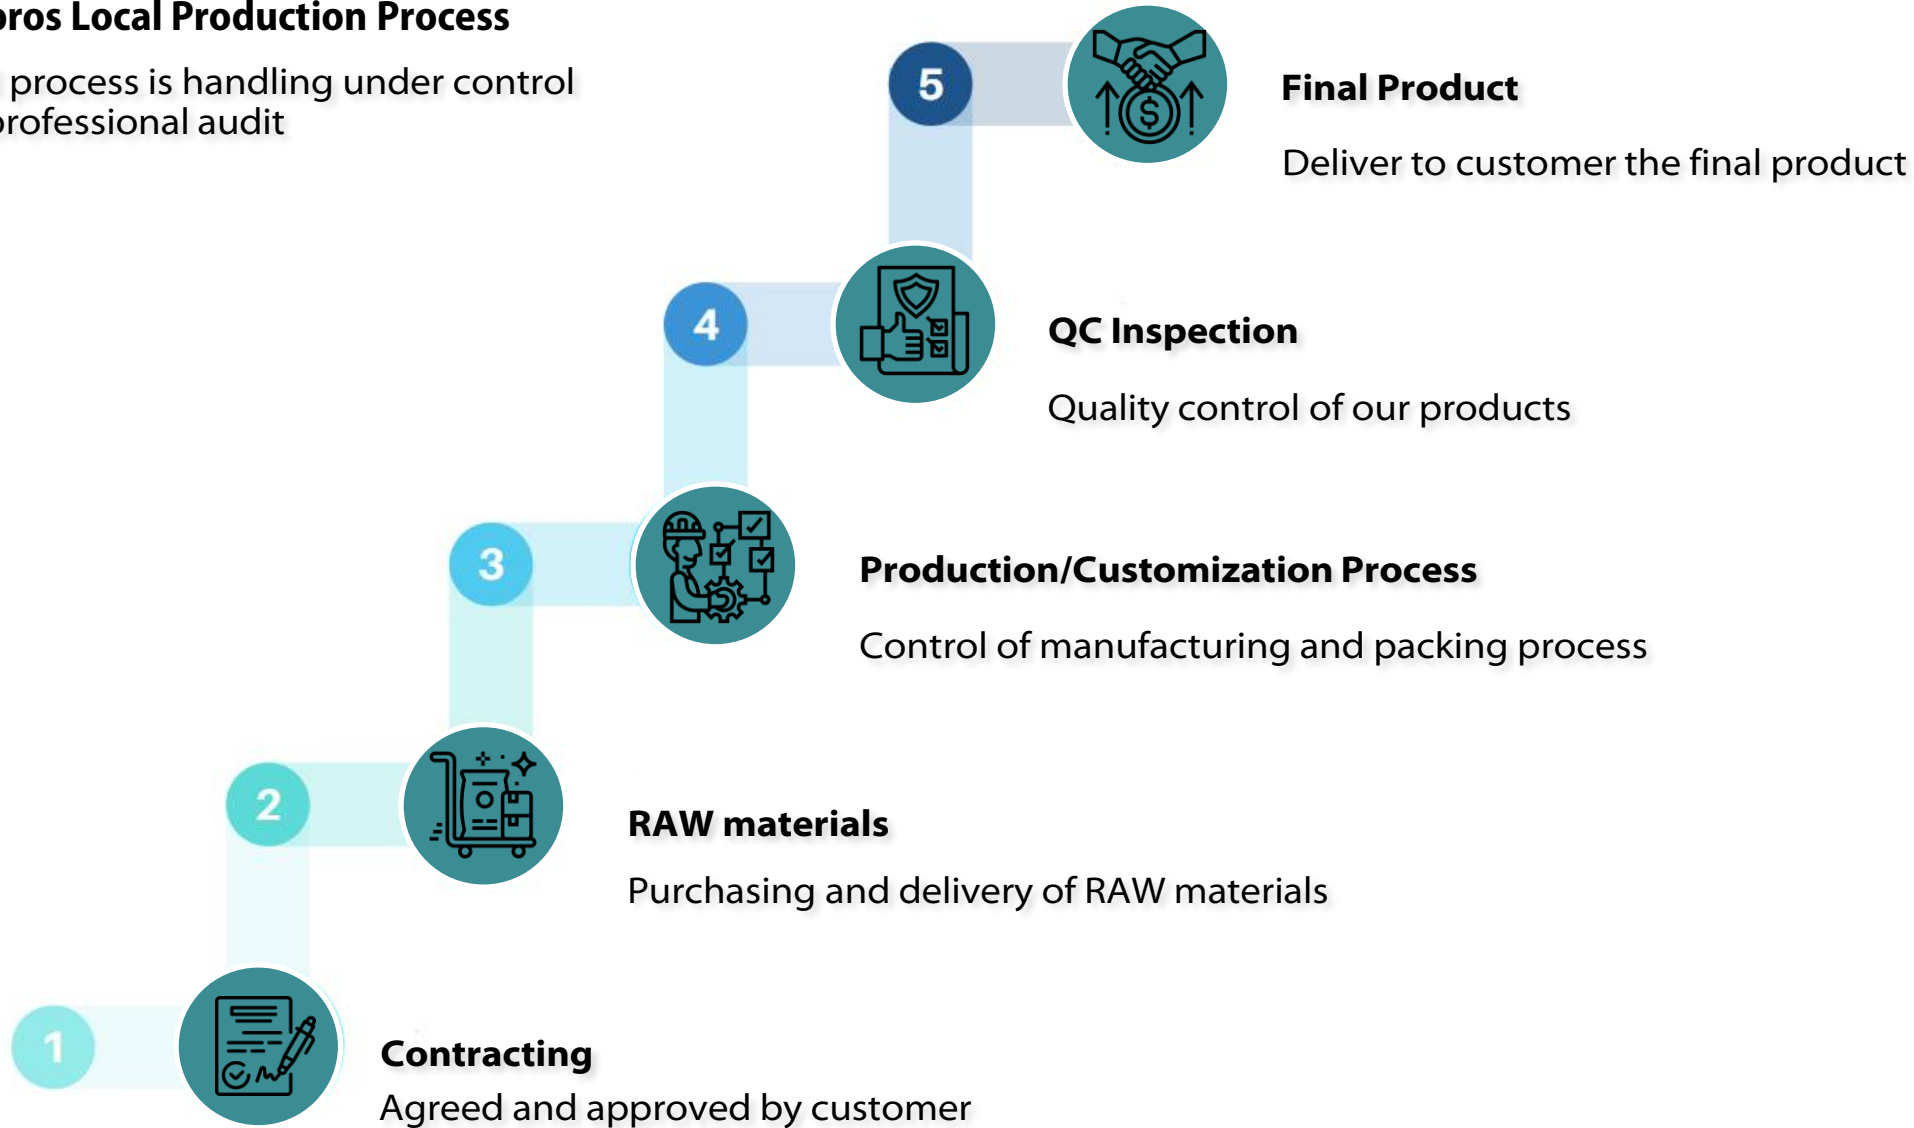 Local Production Process
process is handling under control
professional audit
5
Final Product
Deliver to customer the final product
4
QC Inspection
Quality control of our products
3
Production/Customization Process
Control of manufacturing and packing process
2
RAW materials
Purchasing and delivery of RAW materials
1
Contracting
Agreed and approved by customer